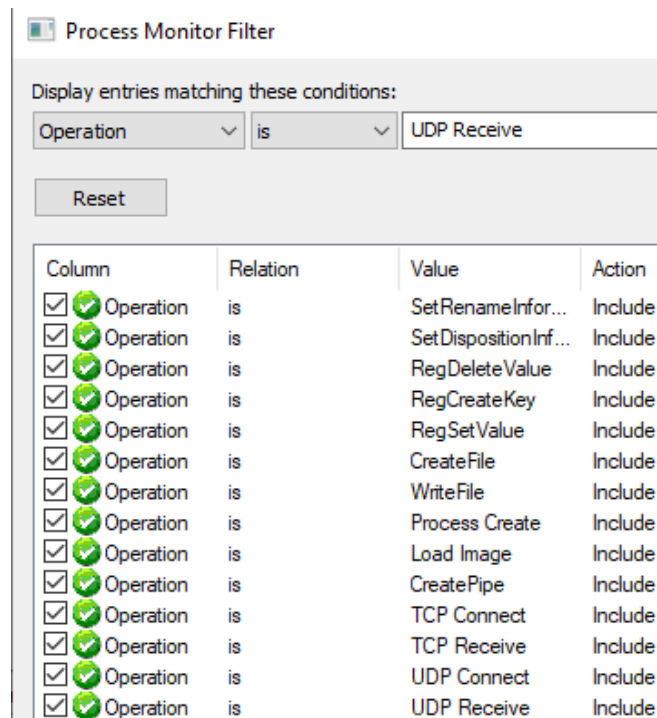 Process Monitor Filter
Display entries matching these conditions:
Operation is UDP Receive
Reset
Column Relation Value Action
Operation is SetRenameInfor... Include
Operation is SetDispositionInf... Include
Operation is RegDeleteValue Include
Operation is RegCreateKey Include
Operation is RegSetValue Include
Operation is CreateFile Include
Operation is WriteFile Include
Operation is Process Create Include
Operation is Load Image Include
Operation is CreatePipe Include
Operation is TCP Connect Include
Operation is TCP Receive Include
Operation is UDP Connect Include
Operation is UDP Receive Include